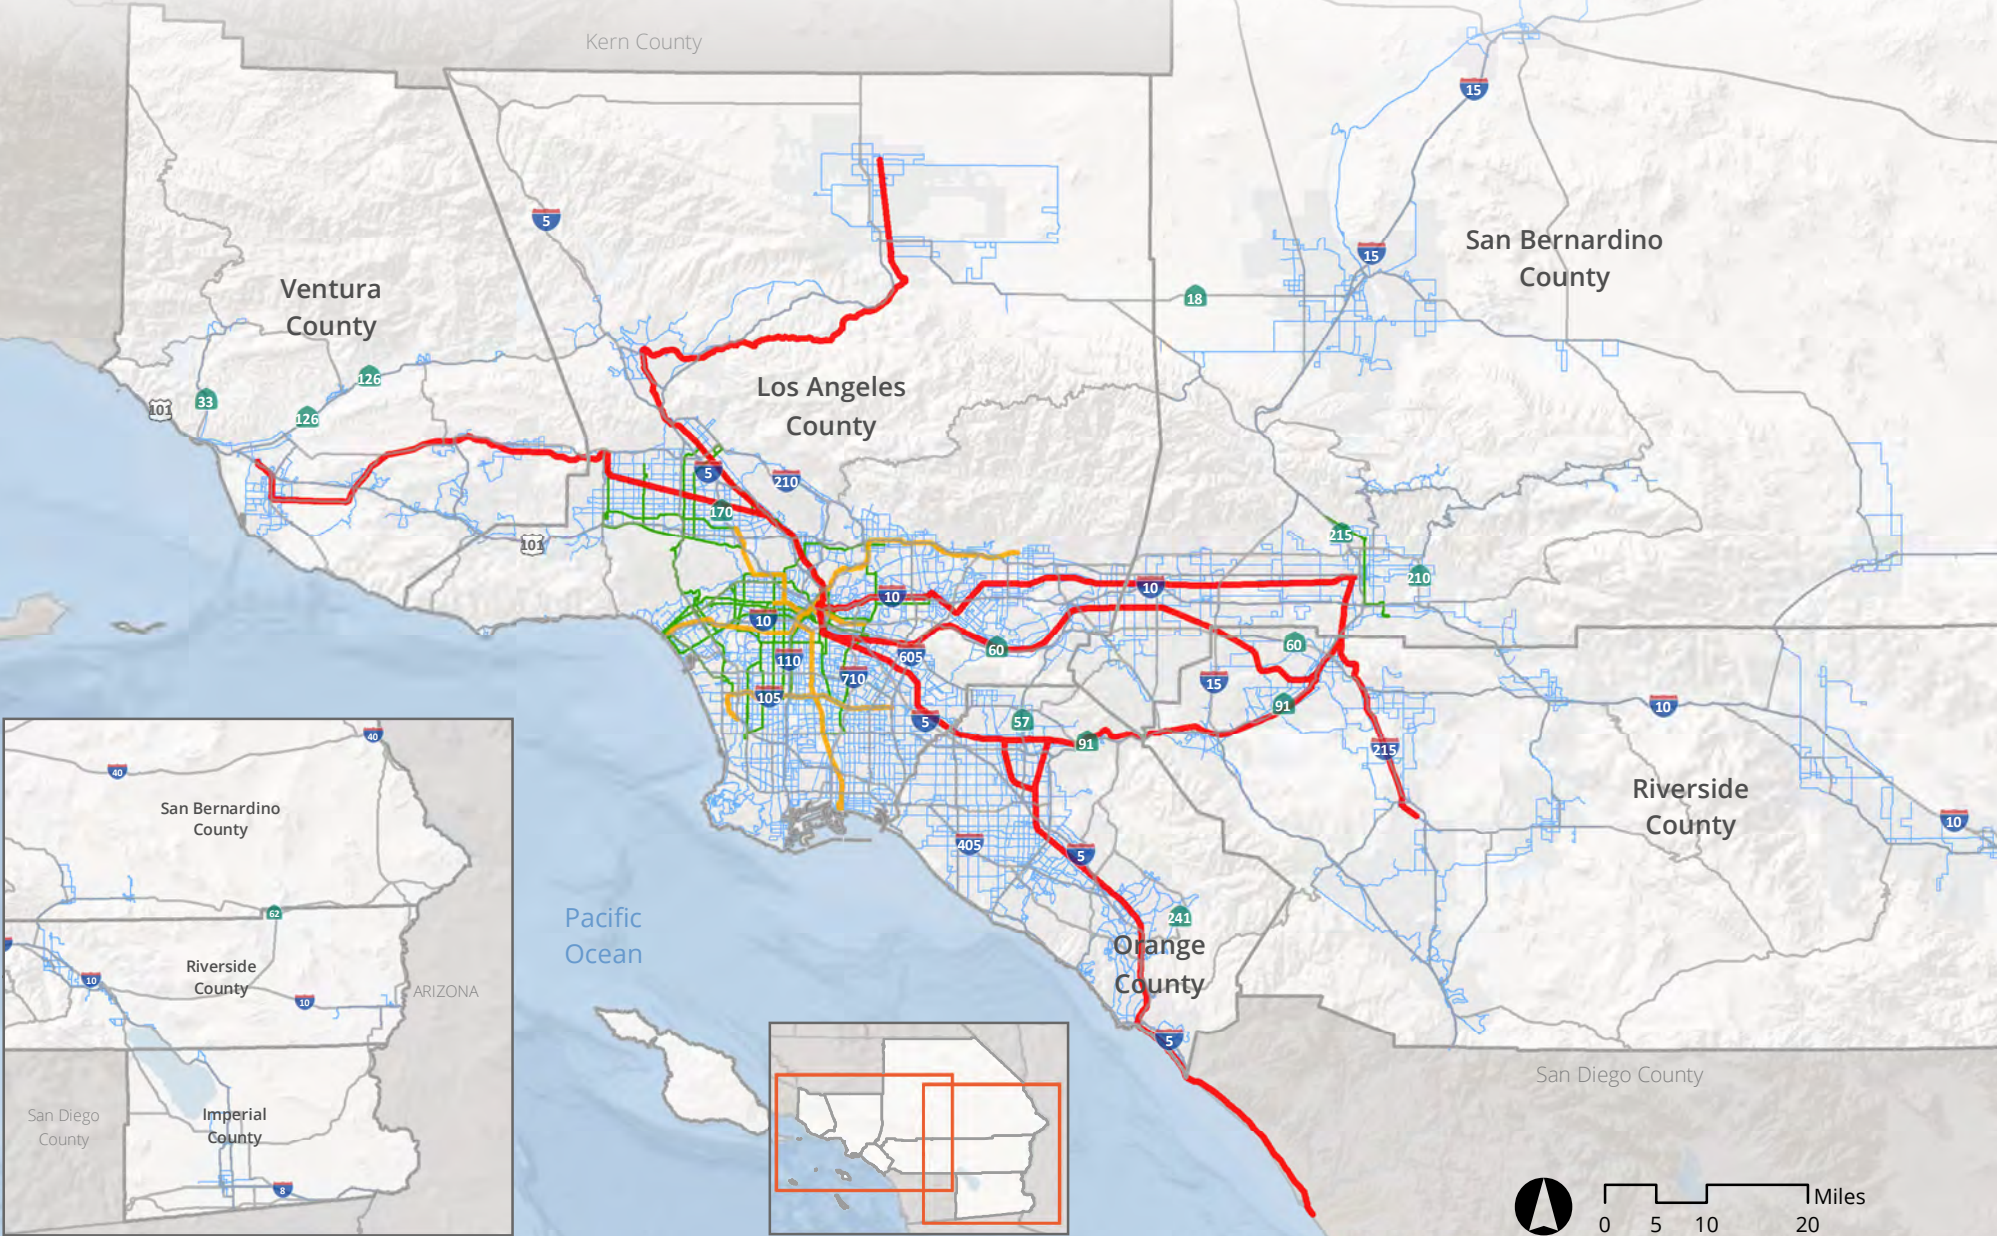 Kern County
15
5
San Bernardino
County
15
18
Ventura
County
126
33
101
126
Los Angeles
County
5
210
170
101
215
210
10
10
10
60
60
605
110
710
105
15
91
57
5
91
10
215
Riverside
County
10
405
5
241
Orange
County
Pacific
Ocean
5
San Diego County
40
40
San Bernardino
County
62
Riverside
County
10
10
ARIZONA
San Diego
County
Imperial
County
8
Miles
0 5 10 20